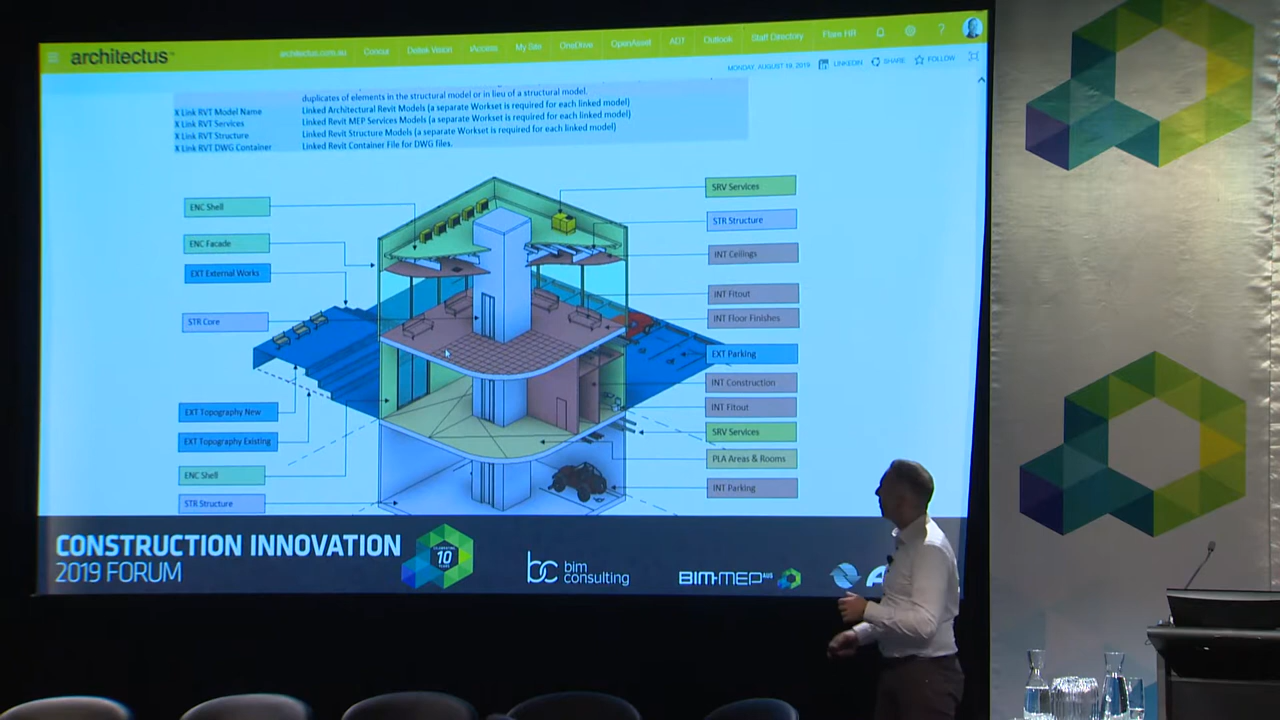 architectus™
architectus.com.au Concur Deltek Vision iAccess My Site OneDrive OpenAsset ADT Outlook Staff Directory Flare HR ?
MONDAY, AUGUST 19, 2019 LINKEDIN SHARE FOLLOW
duplicates of elements in the structural model or in lieu of a structural model.
X Link RVT Model Name Linked Architectural Revit Models (a separate Workset is required for each linked model)
X Link RVT Services Linked Revit MEP Services Models (a separate Workset is required for each linked model)
X Link RVT Structure Linked Revit Structure Models (a separate Workset is required for each linked model)
X Link RVT DWG Container Linked Revit Container File for DWG files.
ENC Shell
ENC Facade
EXT External Works
STR Core
EXT Topography New
EXT Topography Existing
ENC Shell
STR Structure
SRV Services
STR Structure
INT Ceilings
INT Fitout
INT Floor Finishes
EXT Parking
INT Construction
INT Fitout
SRV Services
PLA Areas & Rooms
INT Parking
CONSTRUCTION INNOVATION
2019 FORUM
CELEBRATING
10
YEARS
bc bim
consulting
BIM-MEP AUS